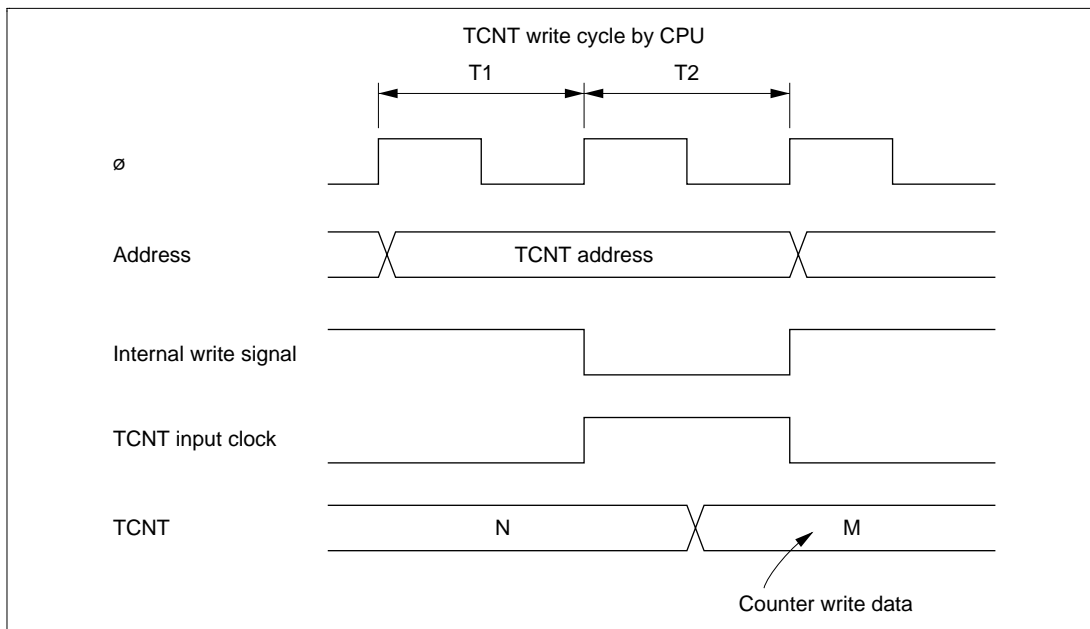 TCNT write cycle by CPU
T1 T2
ø
Address TCNT address
Internal write signal
TCNT input clock
TCNT N M
Counter write data